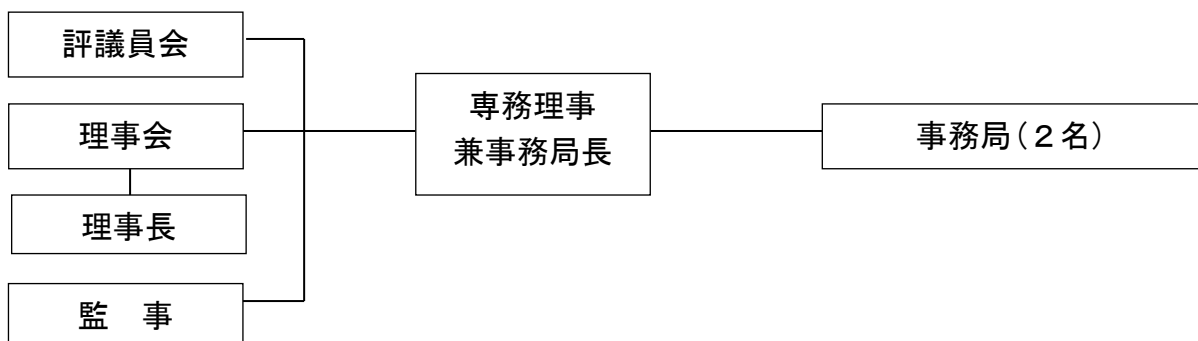 評議員会
理事会
理事長
監　事
専務理事
兼事務局長
事務局(２名)